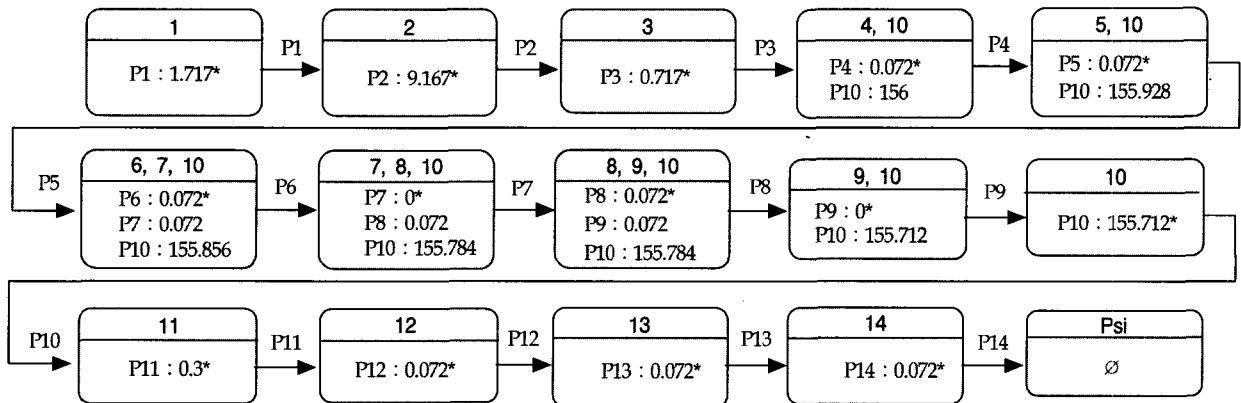 1
P1 : 1.717*
P1
2
P2 : 9.167*
P2
3
P3 : 0.717*
P3
4, 10
P4 : 0.072*
P10 : 156
P4
5, 10
P5 : 0.072*
P10 : 155.928
P5
6, 7, 10
P6 : 0.072*
P7 : 0.072
P10 : 155.856
P6
7, 8, 10
P7 : 0*
P8 : 0.072
P10 : 155.784
P7
8, 9, 10
P8 : 0.072*
P9 : 0.072
P10 : 155.784
P8
9, 10
P9 : 0*
P10 : 155.712
P9
10
P10 : 155.712*
P10
11
P11 : 0.3*
P11
12
P12 : 0.072*
P12
13
P13 : 0.072*
P13
14
P14 : 0.072*
P14
Psi
∅